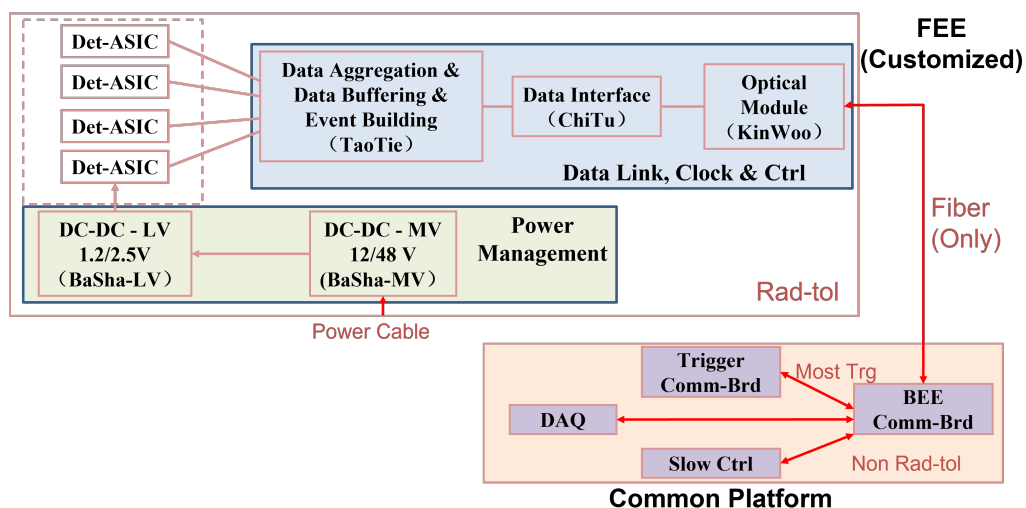 Det-ASIC
Det-ASIC
Det-ASIC
Det-ASIC
Data Aggregation &
Data Buffering &
Event Building
（TaoTie）
Data Interface
（ChiTu）
Optical
Module
（KinWoo）
Data Link, Clock & Ctrl
FEE
(Customized)
DC-DC - LV
1.2/2.5V
(BaSha-LV）
DC-DC - MV
12/48 V
(BaSha-MV）
Power
Management
Rad-tol
Fiber
(Only)
Power Cable
Trigger
Comm-Brd
Most Trg
BEE
Comm-Brd
DAQ
Slow Ctrl
Non Rad-tol
Common Platform